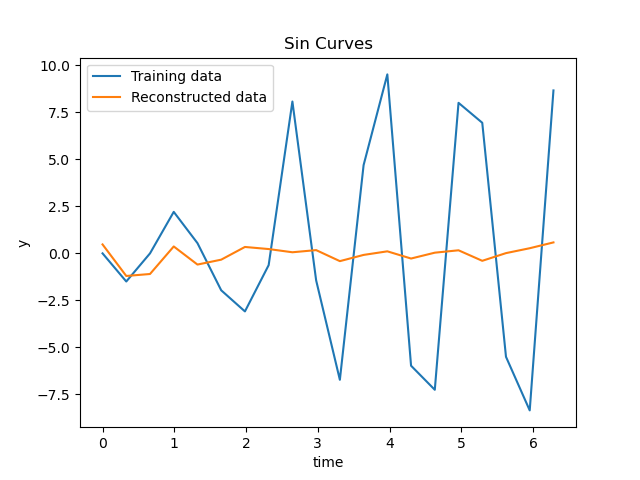 Sin Curves
Training data
Reconstructed data
10.0
7.5
5.0
2.5
0.0
−2.5
−5.0
−7.5
y
0 1 2 3 4 5 6
time